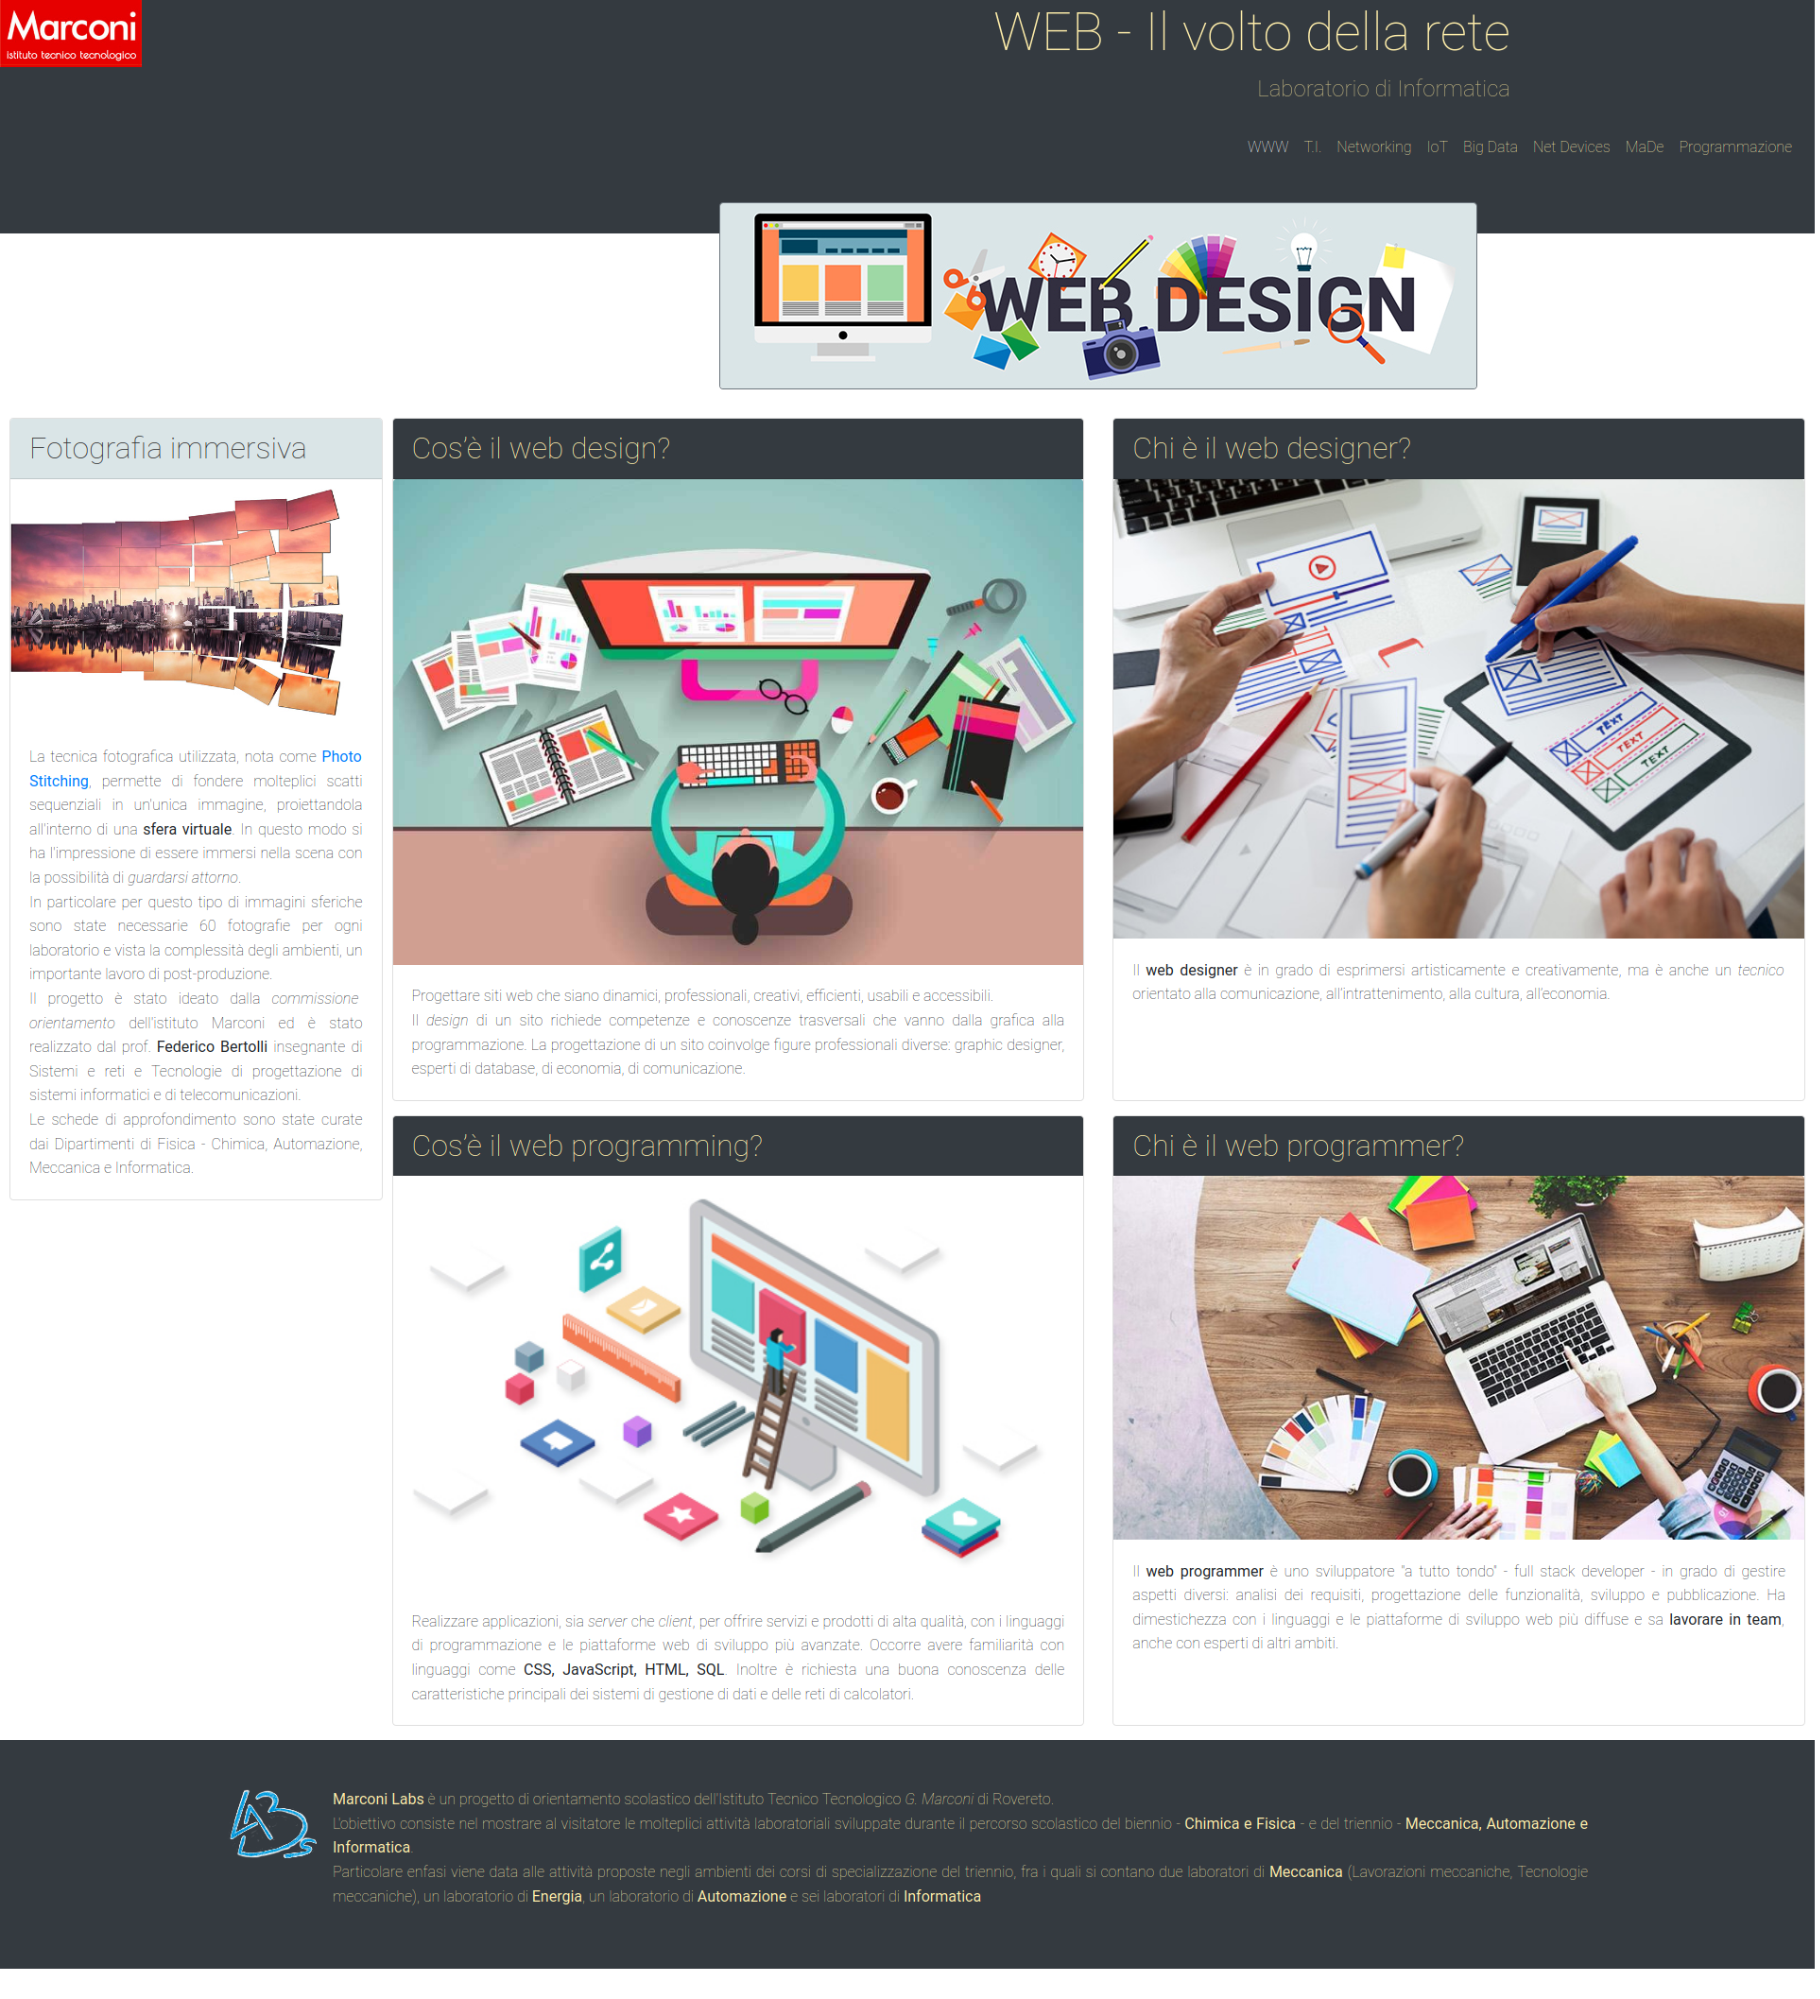 Marconi
istituto tecnico tecnologico
WEB - Il volto della rete
Laboratorio di Informatica
WWW T.I. Networking IoT Big Data Net Devices MaDe Programmazione
WEB DESIGN
Fotografia immersiva
La tecnica fotografica utilizzata, nota come Photo
Stitching, permette di fondere molteplici scatti
sequenziali in un'unica immagine, proiettandola
all'interno di una sfera virtuale. In questo modo si
ha l'impressione di essere immersi nella scena con
la possibilità di guardarsi attorno.
In particolare per questo tipo di immagini sferiche
sono state necessarie 60 fotografie per ogni
laboratorio e vista la complessità degli ambienti, un
importante lavoro di post-produzione.
Il progetto è stato ideato dalla commissione
orientamento dell'istituto Marconi ed è stato
realizzato dal prof. Federico Bertolli insegnante di
Sistemi e reti e Tecnologie di progettazione di
sistemi informatici e di telecomunicazioni.
Le schede di approfondimento sono state curate
dai Dipartimenti di Fisica - Chimica, Automazione,
Meccanica e Informatica.
Cos'è il web design?
Progettare siti web che siano dinamici, professionali, creativi, efficienti, usabili e accessibili.
Il design di un sito richiede competenze e conoscenze trasversali che vanno dalla grafica alla
programmazione. La progettazione di un sito coinvolge figure professionali diverse: graphic designer,
esperti di database, di economia, di comunicazione.
Chi è il web designer?
TEXT
TEXT
TEXT
Il web designer è in grado di esprimersi artisticamente e creativamente, ma è anche un tecnico
orientato alla comunicazione, all'intrattenimento, alla cultura, all'economia.
Cos'è il web programming?
Realizzare applicazioni, sia server che client, per offrire servizi e prodotti di alta qualità, con i linguaggi
di programmazione e le piattaforme web di sviluppo più avanzate. Occorre avere familiarità con
linguaggi come CSS, JavaScript, HTML, SQL. Inoltre è richiesta una buona conoscenza delle
caratteristiche principali dei sistemi di gestione di dati e delle reti di calcolatori.
Chi è il web programmer?
Il web programmer è uno sviluppatore "a tutto tondo" - full stack developer - in grado di gestire
aspetti diversi: analisi dei requisiti, progettazione delle funzionalità, sviluppo e pubblicazione. Ha
dimestichezza con i linguaggi e le piattaforme di sviluppo web più diffuse e sa lavorare in team,
anche con esperti di altri ambiti.
LABs
Marconi Labs è un progetto di orientamento scolastico dell'Istituto Tecnico Tecnologico G. Marconi di Rovereto.
L'obiettivo consiste nel mostrare al visitatore le molteplici attività laboratoriali sviluppate durante il percorso scolastico del biennio - Chimica e Fisica - e del triennio - Meccanica, Automazione e
Informatica.
Particolare enfasi viene data alle attività proposte negli ambienti dei corsi di specializzazione del triennio, fra i quali si contano due laboratori di Meccanica (Lavorazioni meccaniche, Tecnologie
meccaniche), un laboratorio di Energia, un laboratorio di Automazione e sei laboratori di Informatica